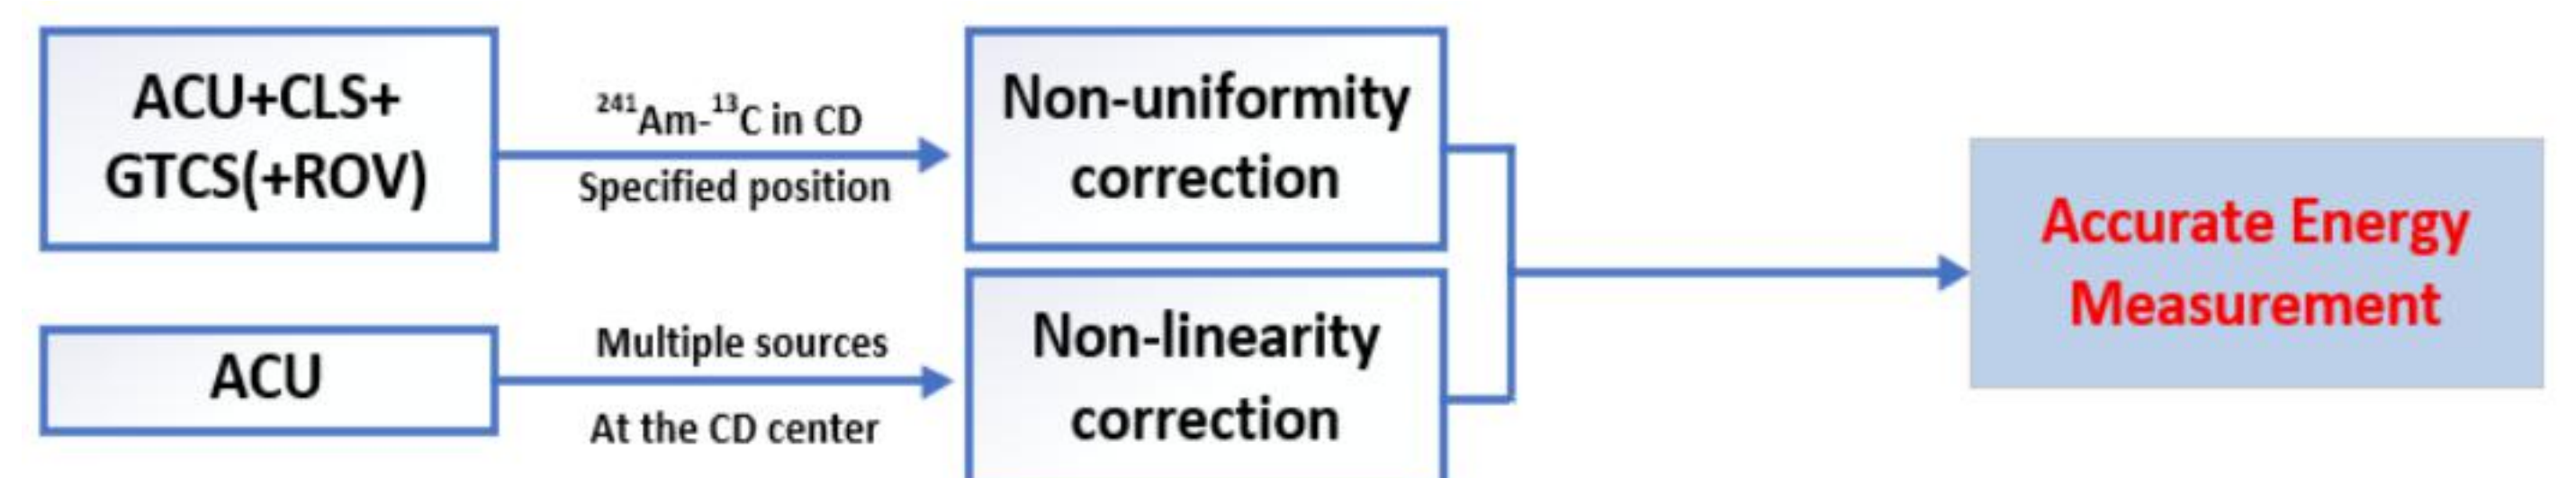 ACU+CLS+
GTCS(+ROV)
²⁴¹Am-¹³C in CD
Specified position
Non-uniformity
correction
ACU
Multiple sources
At the CD center
Non-linearity
correction
Accurate Energy
Measurement